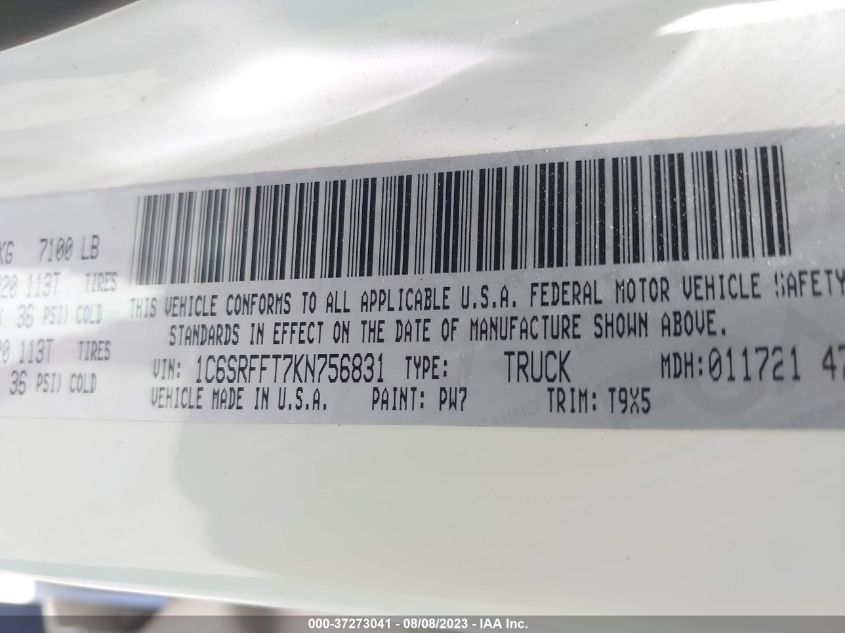 KG 7100 LB
20 113T TIRES
36 PSI) COLD
20 113T TIRES
36 PSI) COLD
THIS VEHICLE CONFORMS TO ALL APPLICABLE U.S.A. FEDERAL MOTOR VEHICLE SAFETY
STANDARDS IN EFFECT ON THE DATE OF MANUFACTURE SHOWN ABOVE.
VIN: 1C6SRFFT7KN756831 TYPE: TRUCK MDH: 011721 47
VEHICLE MADE IN U.S.A. PAINT: PW7 TRIM: T9X5
000-37273041 - 08/08/2023 - IAA Inc.